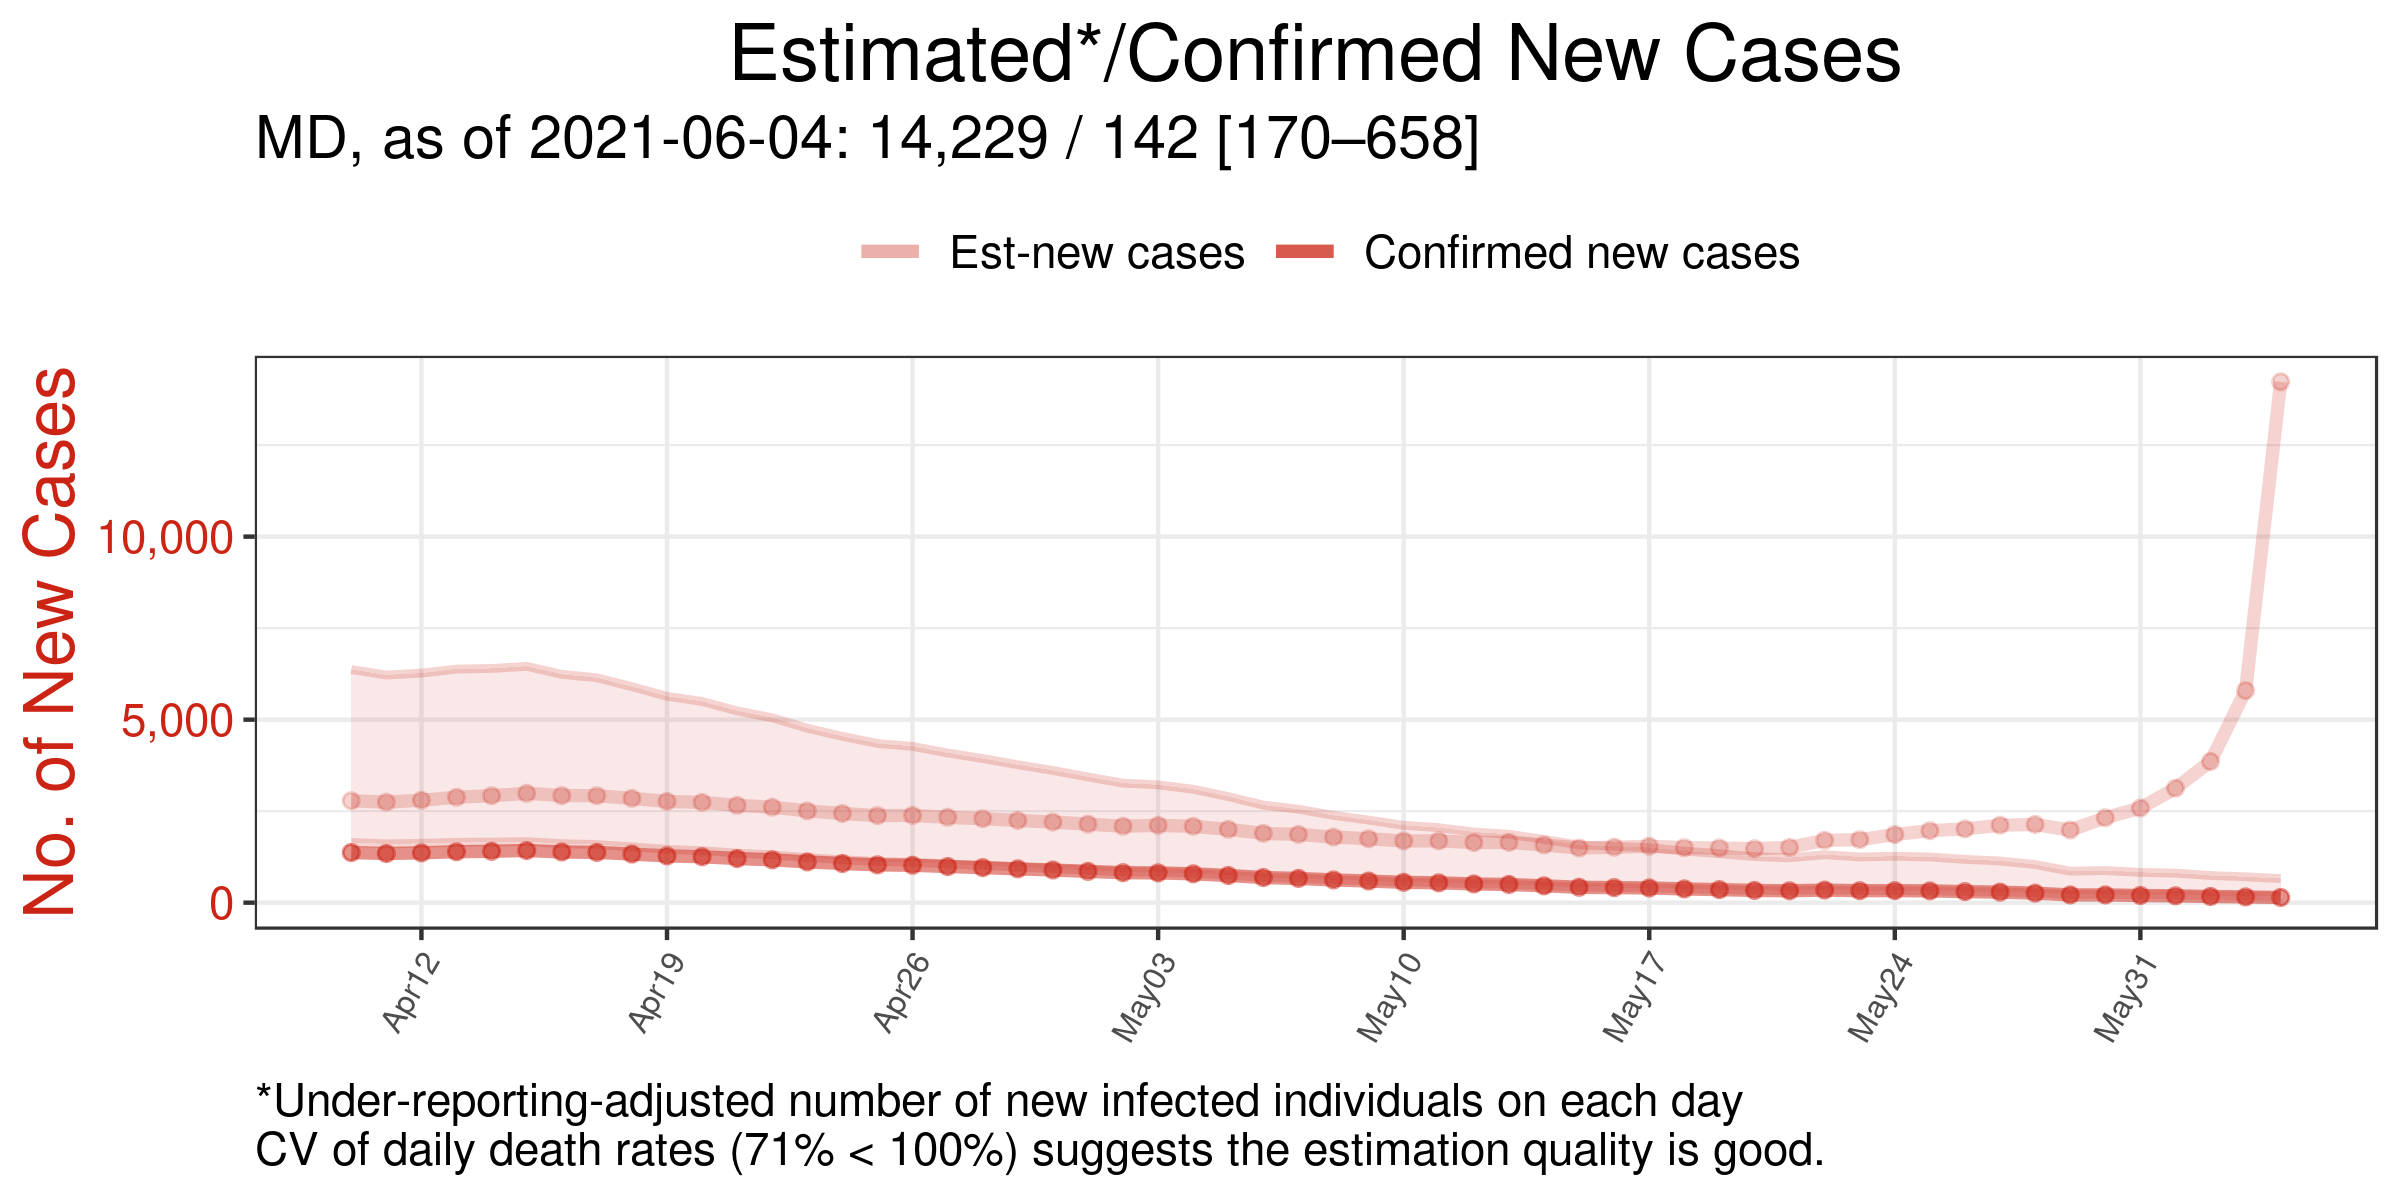 Estimated*/Confirmed New Cases
MD, as of 2021-06-04: 14,229 / 142 [170–658]
Est-new cases
Confirmed new cases
No. of New Cases
10,000
5,000
0
Apr12
Apr19
Apr26
May03
May10
May17
May24
May31
*Under-reporting-adjusted number of new infected individuals on each day
CV of daily death rates (71% < 100%) suggests the estimation quality is good.